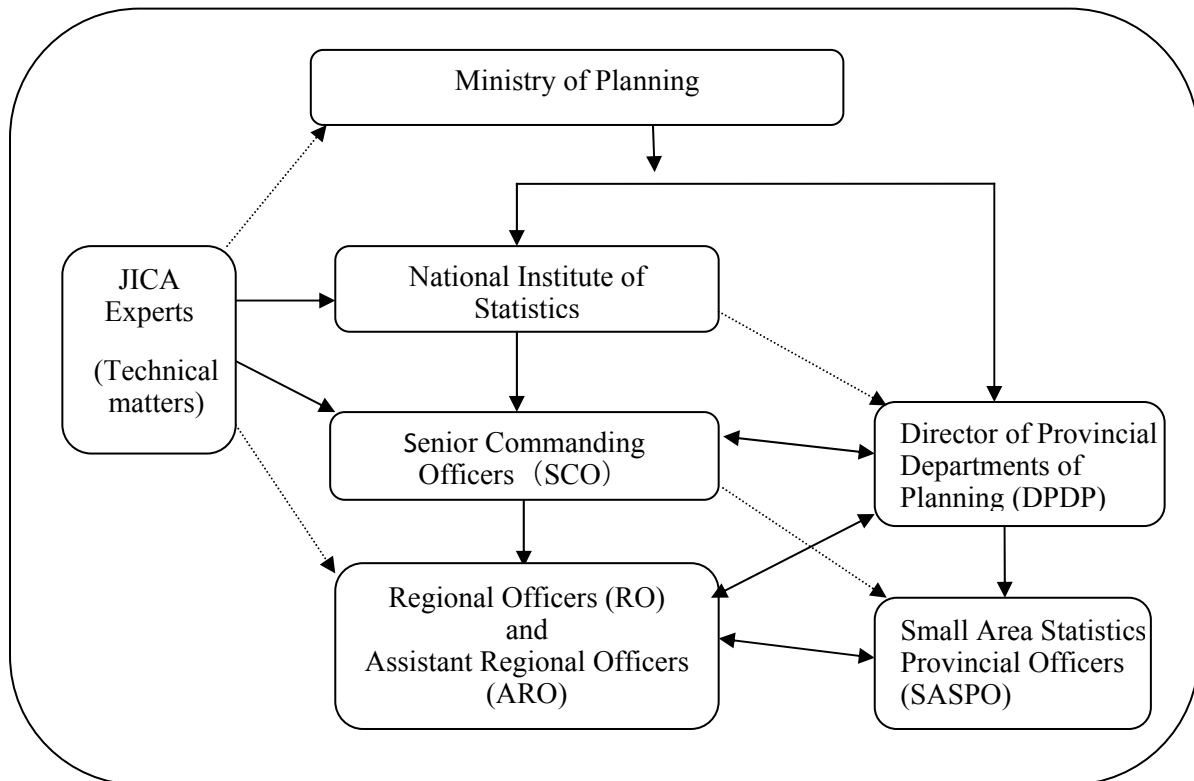 Ministry of Planning
JICA
Experts
(Technical
matters)
National Institute of
Statistics
Senior Commanding
Officers（SCO）
Director of Provincial
Departments of
Planning (DPDP)
Regional Officers (RO)
and
Assistant Regional Officers
(ARO)
Small Area Statistics
Provincial Officers
(SASPO)